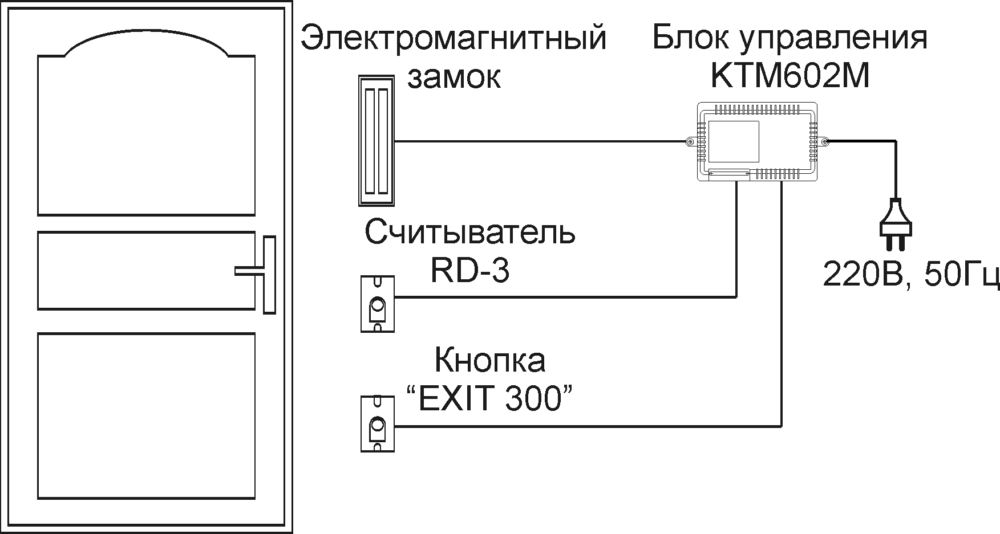 Электромагнитный
замок
Блок управления
KTM602M
Считыватель
RD-3
220В, 50Гц
Кнопка
“EXIT 300”